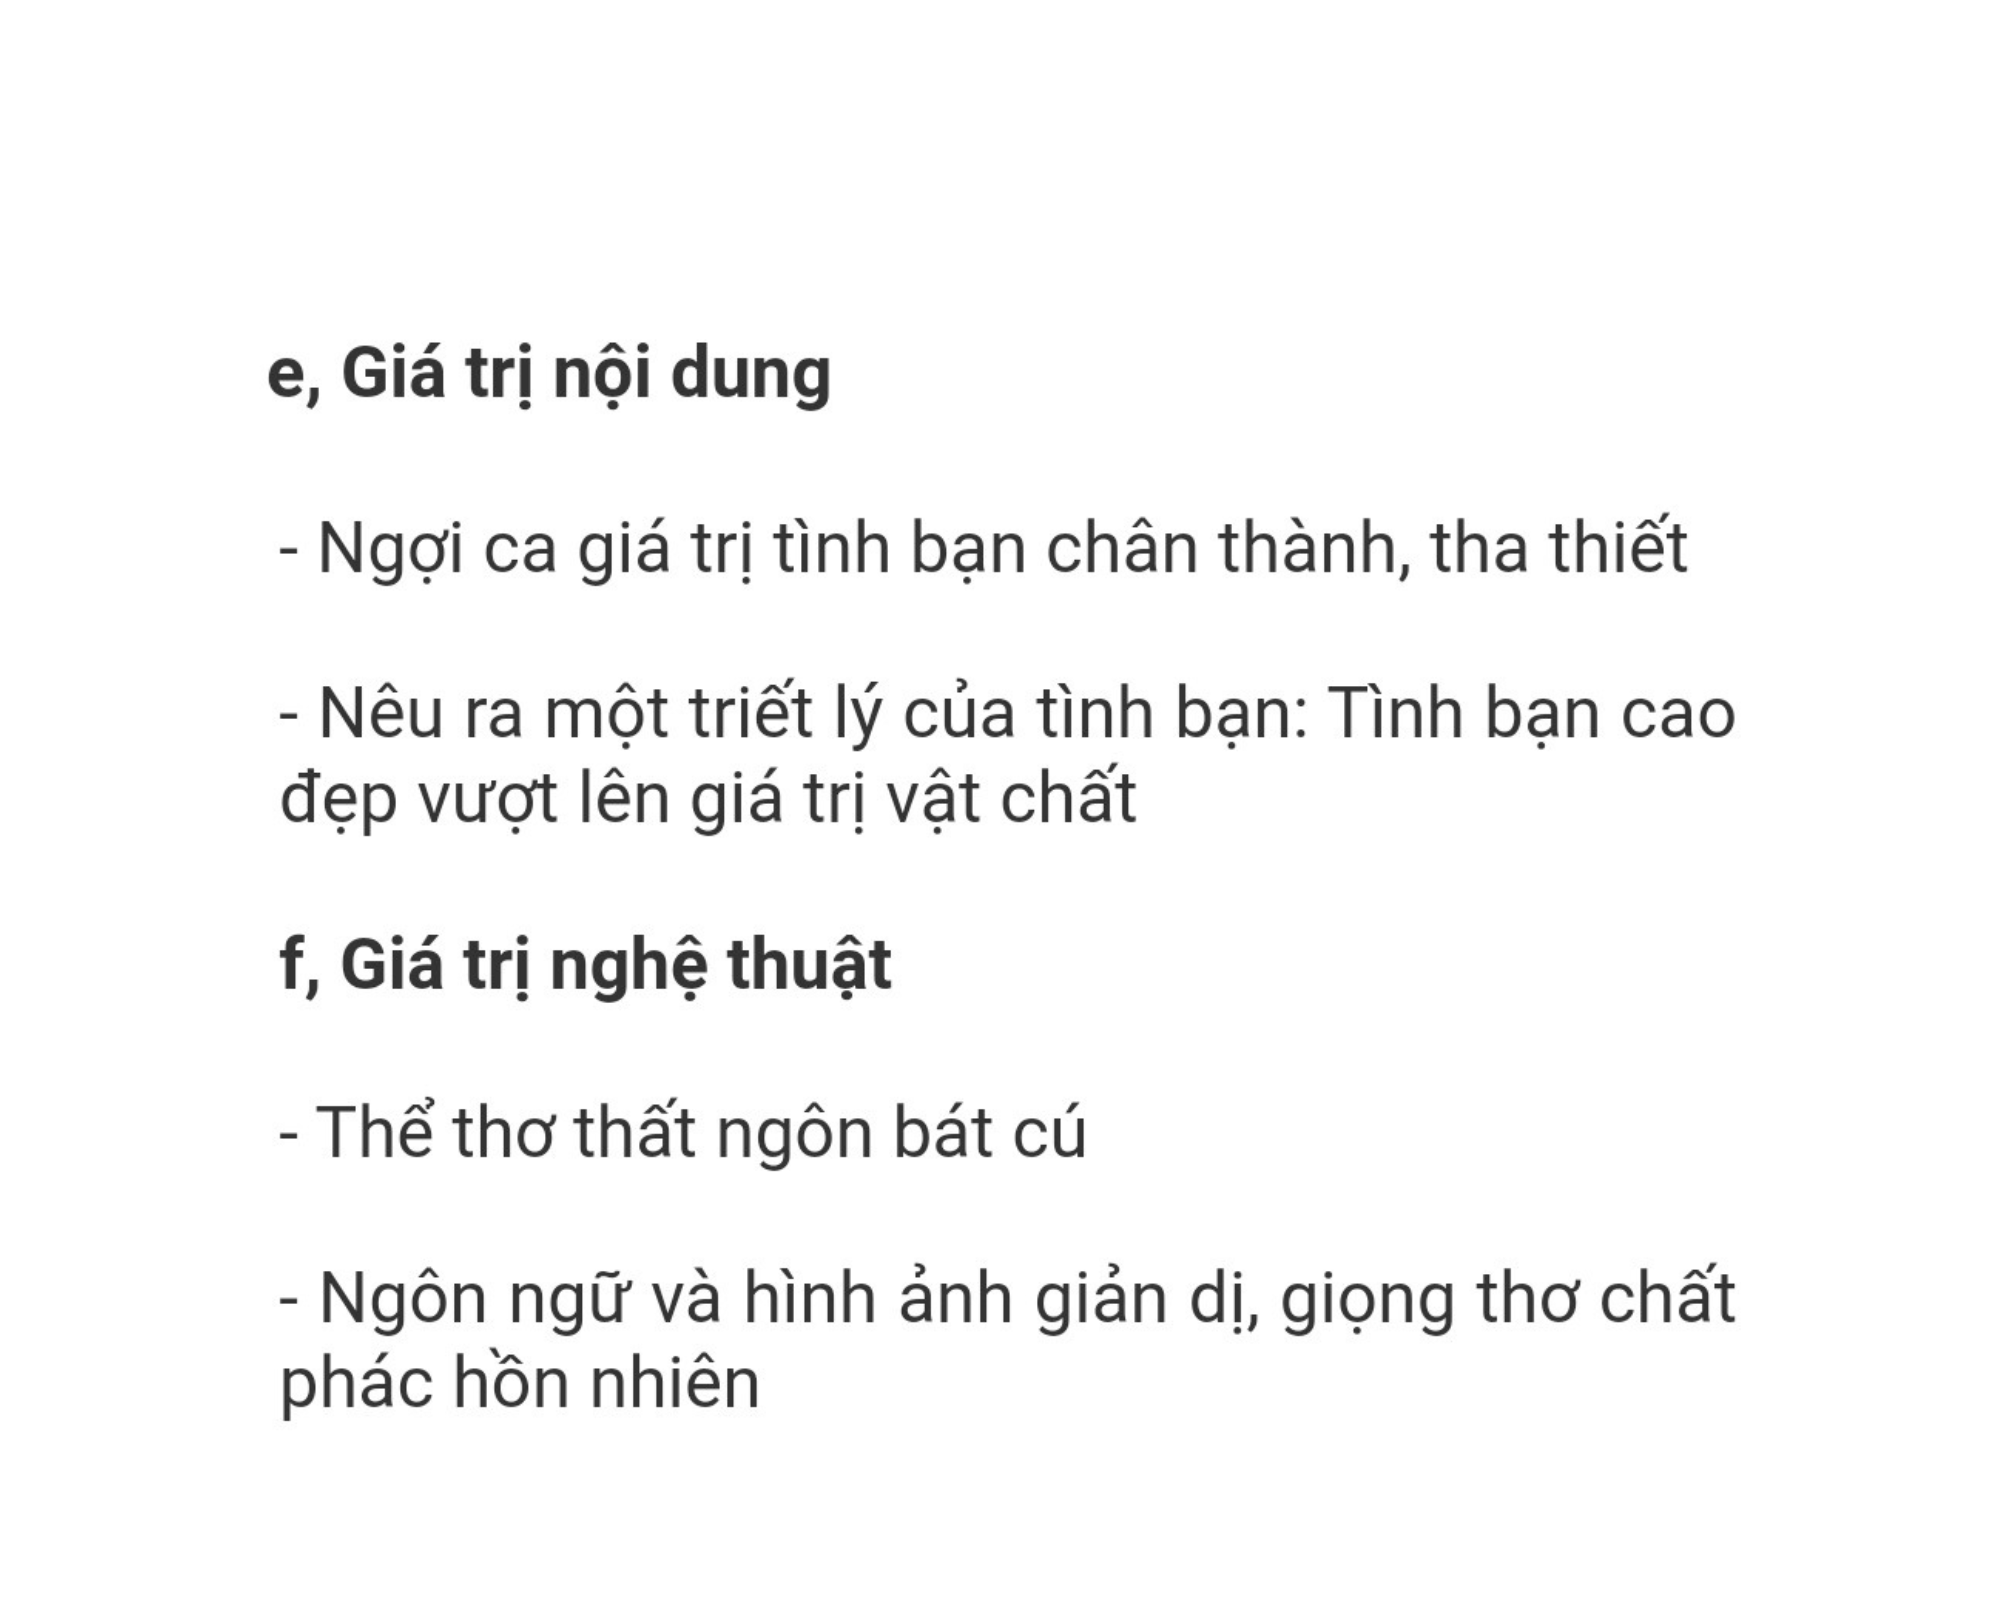 e, Giá trị nội dung
- Ngợi ca giá trị tình bạn chân thành, tha thiết
- Nêu ra một triết lý của tình bạn: Tình bạn cao
đẹp vượt lên giá trị vật chất
f, Giá trị nghệ thuật
- Thể thơ thất ngôn bát cú
- Ngôn ngữ và hình ảnh giản dị, giọng thơ chất
phác hồn nhiên